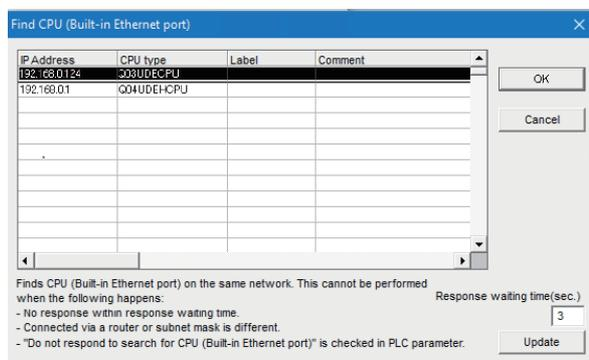 Find CPU (Built-in Ethernet port)
IP Address CPU type Label Comment
192.168.0.124 Q03UDECPU
192.168.0.1 Q04UDEHCPU
OK
Cancel
Finds CPU (Built-in Ethernet port) on the same network. This cannot be performed
when the following happens:
- No response within response waiting time.
- Connected via a router or subnet mask is different.
- "Do not respond to search for CPU (Built-in Ethernet port)" is checked in PLC parameter.
Response waiting time(sec.)
3
Update